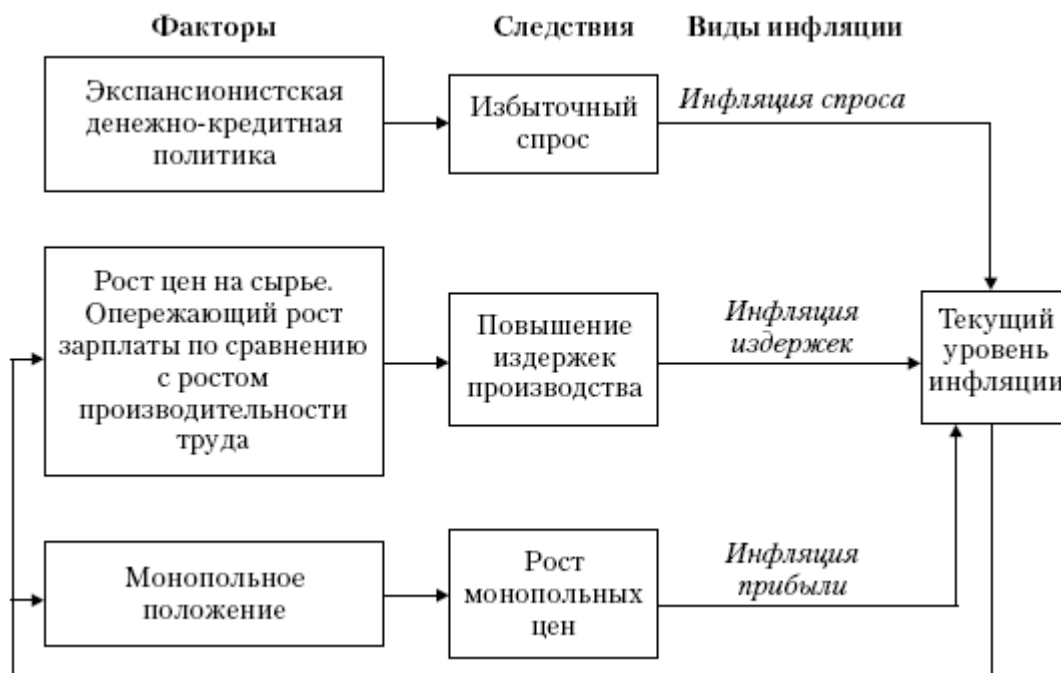 Факторы
Следствия
Виды инфляции
Экспансионистская
денежно-кредитная
политика
Избыточный
спрос
Инфляция спроса
Рост цен на сырье.
Опережающий рост
зарплаты по сравнению
с ростом
производительности
труда
Повышение
издержек
производства
Инфляция
издержек
Текущий
уровень
инфляции
Монопольное
положение
Рост
монопольных
цен
Инфляция
прибыли